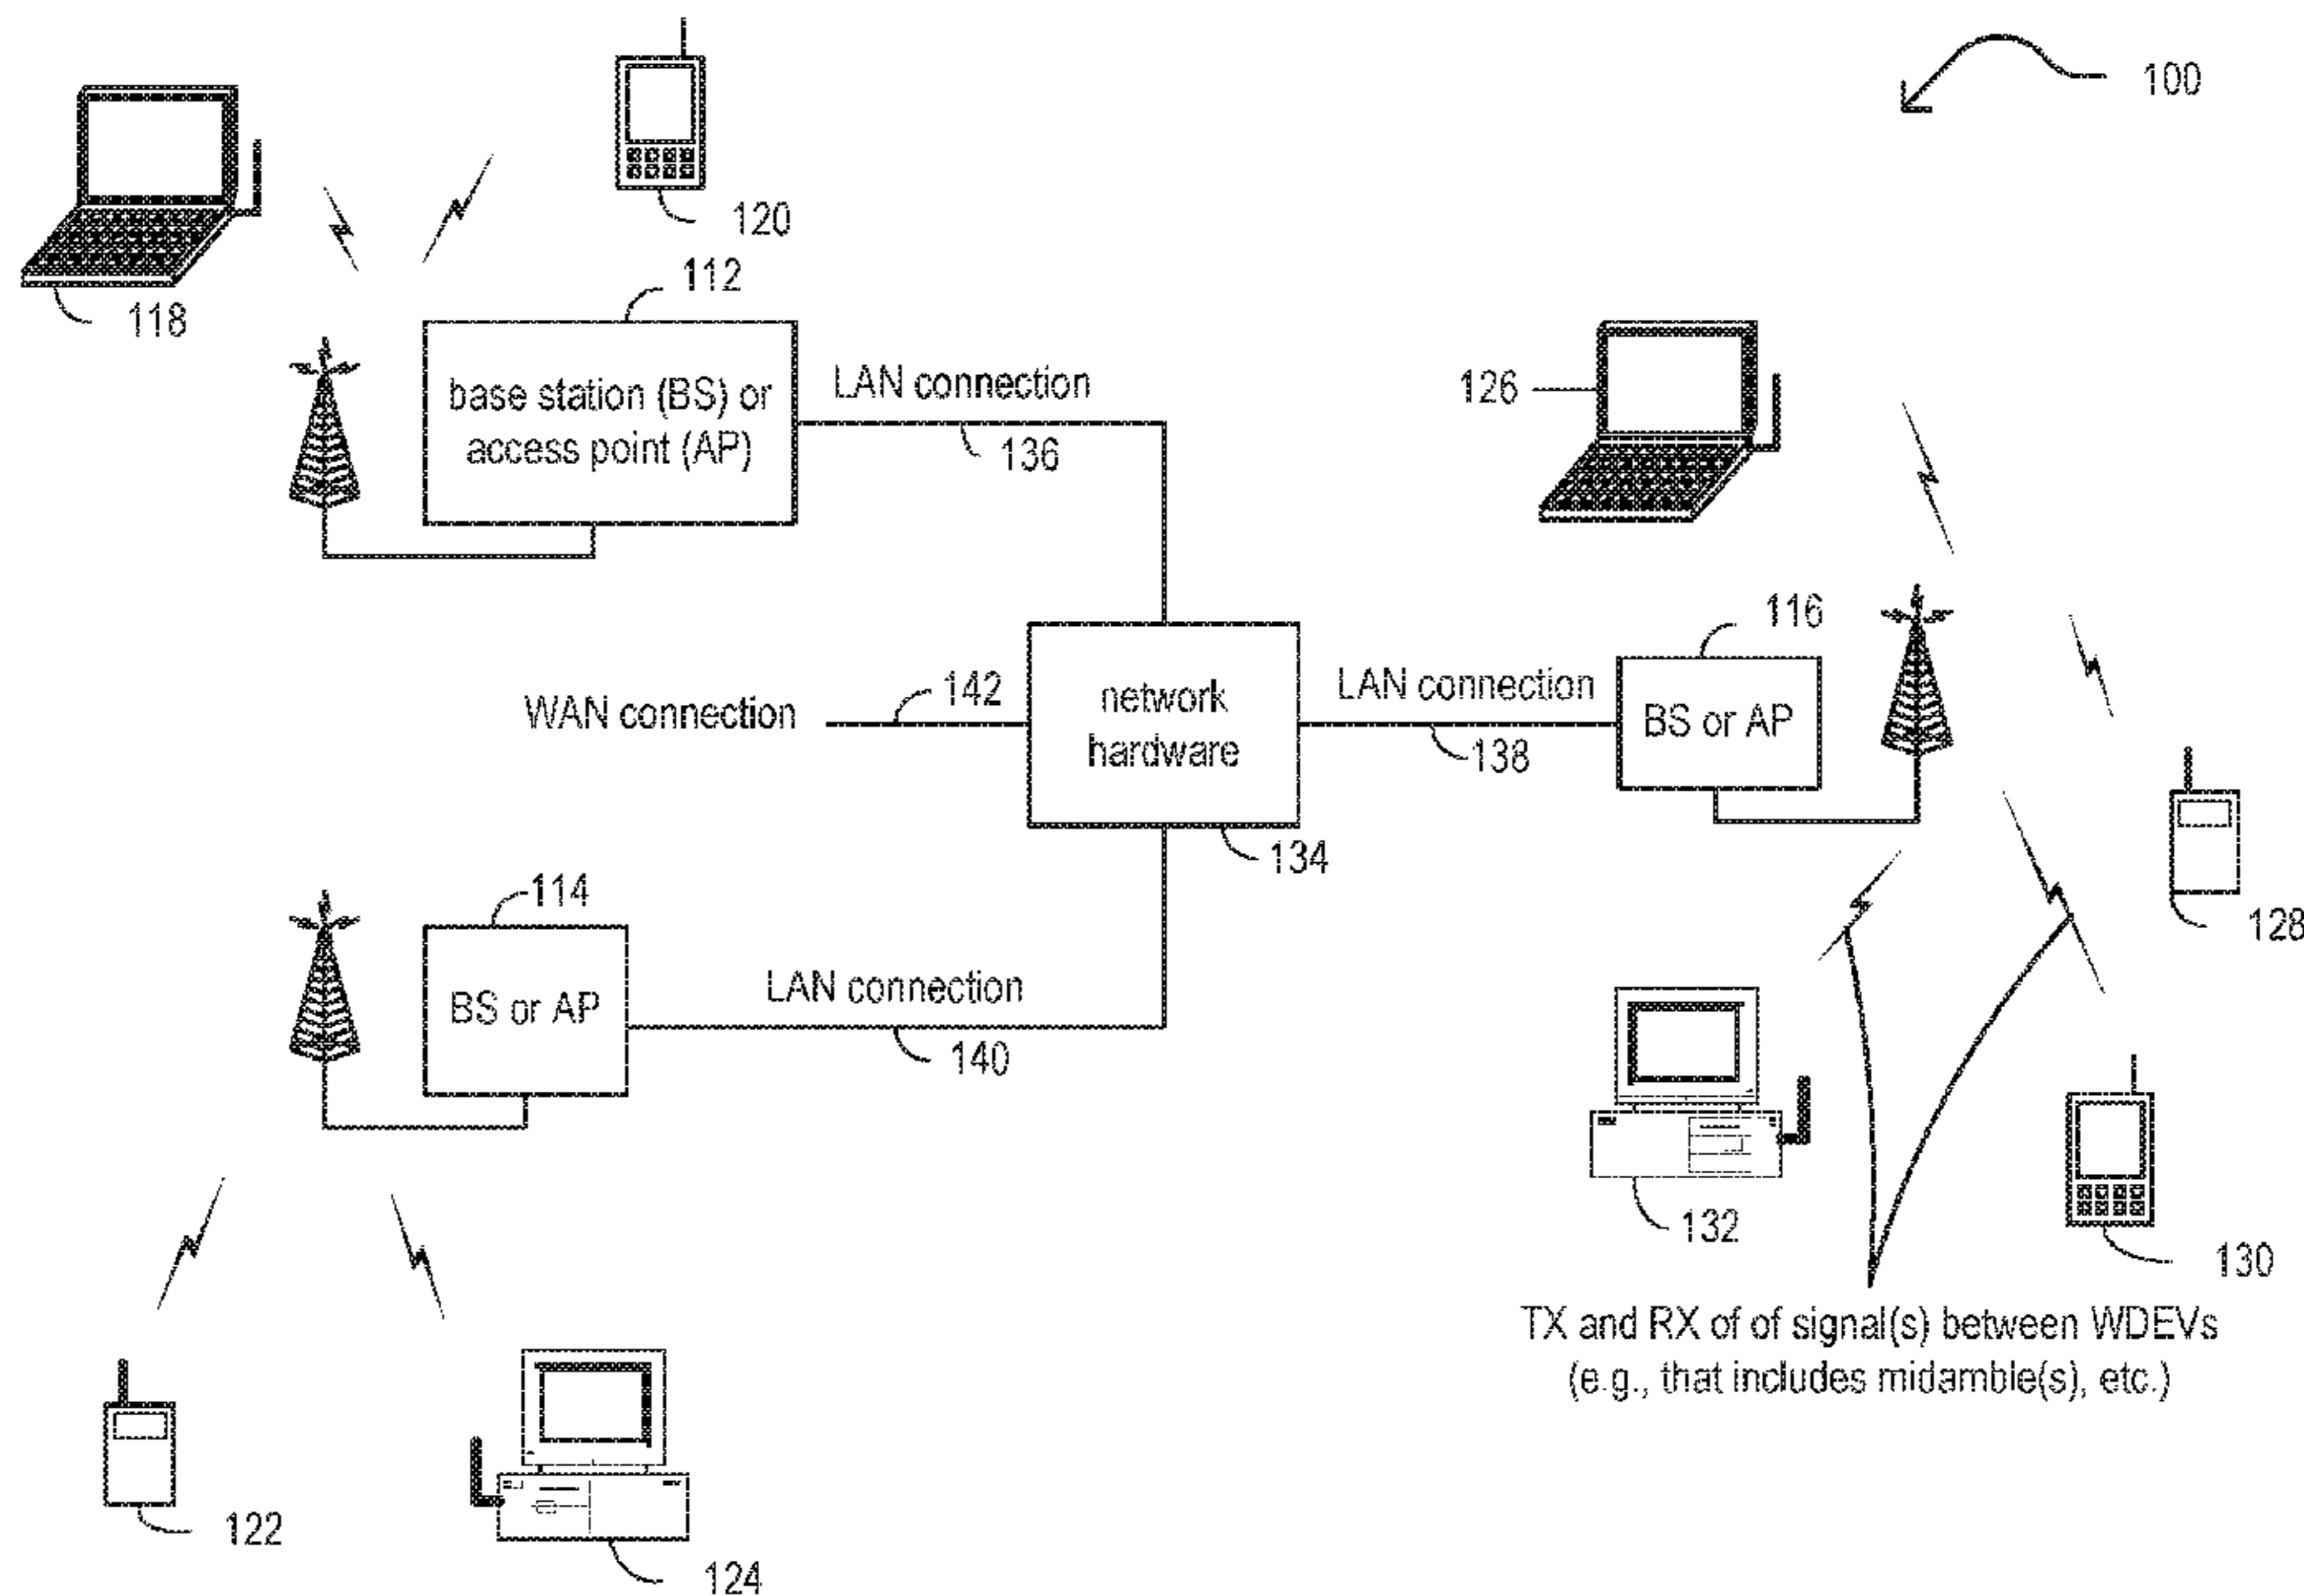 100
120
118
112
base station (BS) or
access point (AP)
LAN connection
136
126
116
WAN connection
142
network
hardware
LAN connection
138
BS or AP
134
128
114
BS or AP
LAN connection
140
132
130
TX and RX of of signal(s) between WDEVs
(e.g., that includes midamble(s), etc.)
122
124